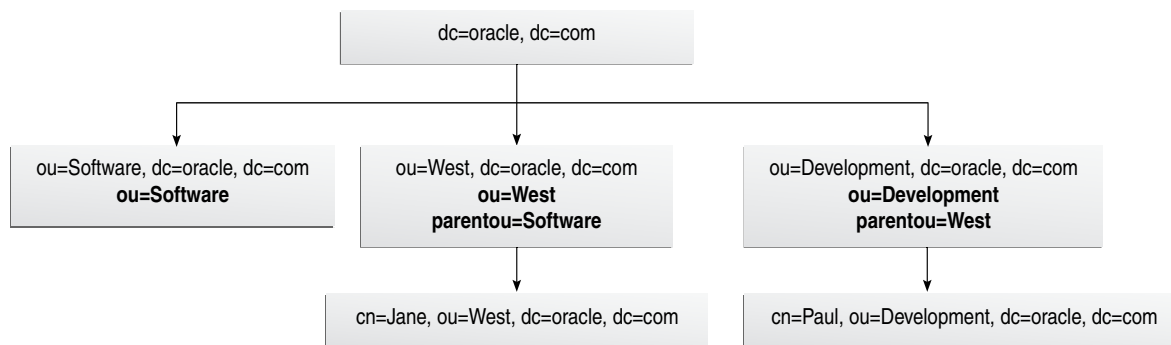 dc=oracle, dc=com
ou=Software, dc=oracle, dc=com
ou=Software
ou=West, dc=oracle, dc=com
ou=West
parentou=Software
ou=Development, dc=oracle, dc=com
ou=Development
parentou=West
cn=Jane, ou=West, dc=oracle, dc=com
cn=Paul, ou=Development, dc=oracle, dc=com